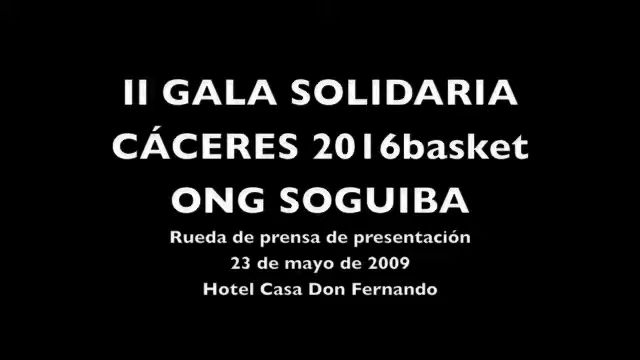 II GALA SOLIDARIA
CÁCERES 2016basket
ONG SOGUIBA
Rueda de prensa de presentación
23 de mayo de 2009
Hotel Casa Don Fernando